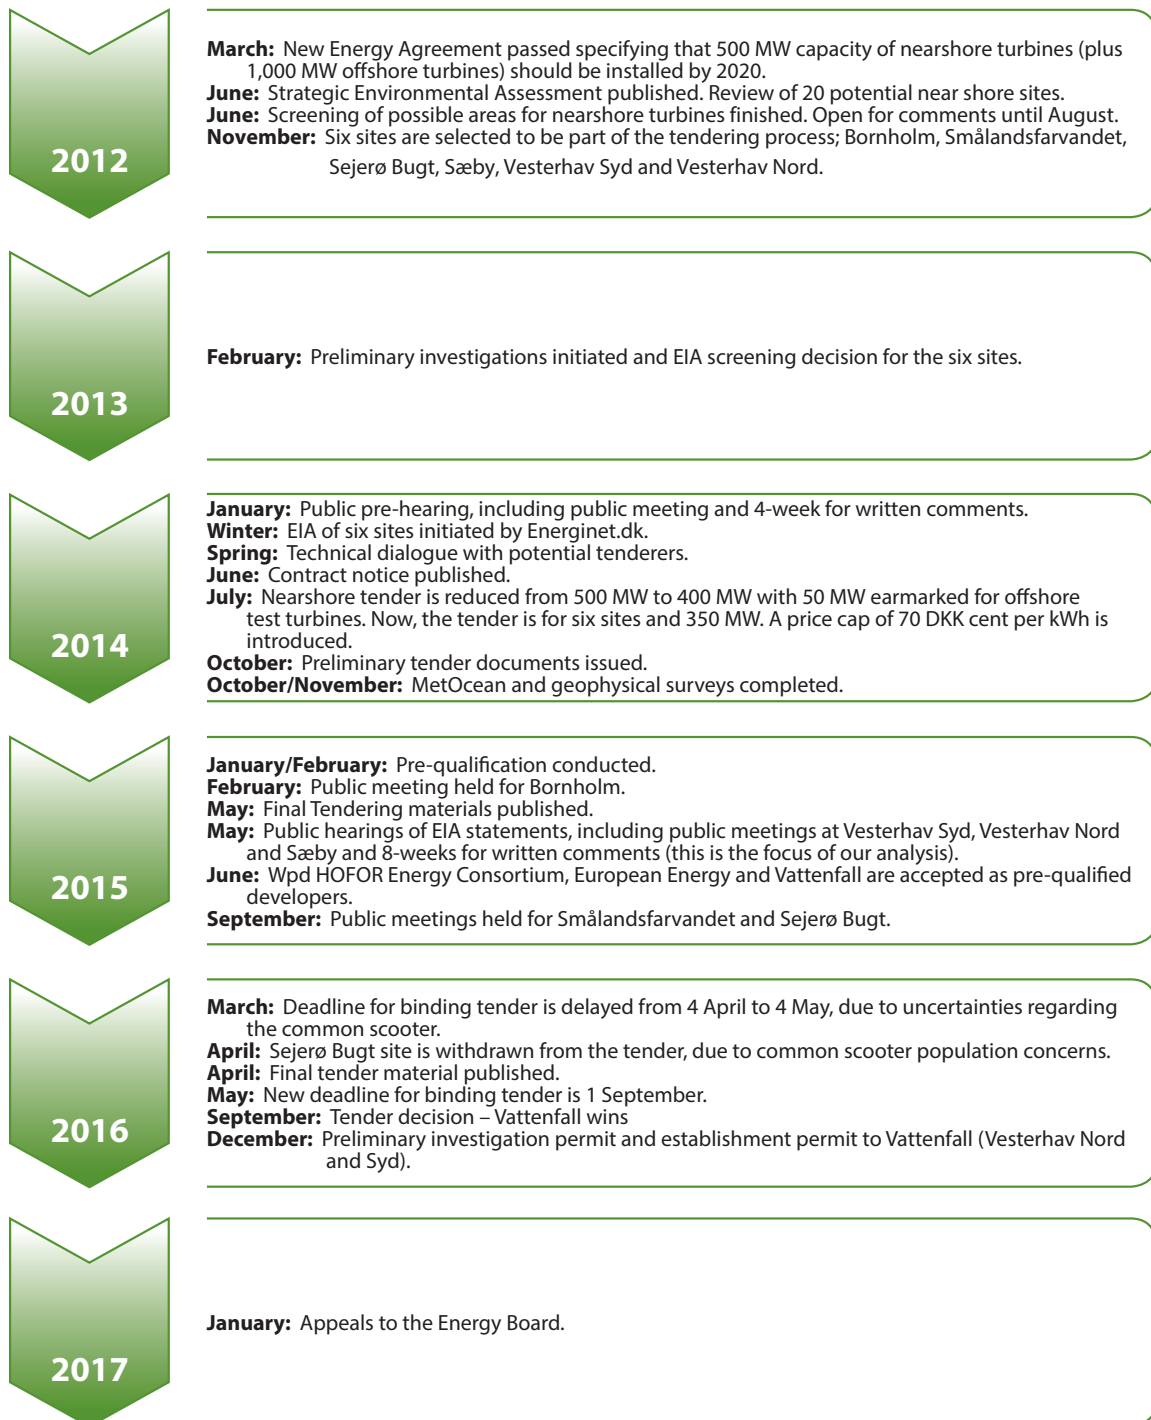 2012
March: New Energy Agreement passed specifying that 500 MW capacity of nearshore turbines (plus
1,000 MW offshore turbines) should be installed by 2020.
June: Strategic Environmental Assessment published. Review of 20 potential near shore sites.
June: Screening of possible areas for nearshore turbines finished. Open for comments until August.
November: Six sites are selected to be part of the tendering process; Bornholm, Smålandsfarvandet,
Sejerø Bugt, Sæby, Vesterhav Syd and Vesterhav Nord.
2013
February: Preliminary investigations initiated and EIA screening decision for the six sites.
2014
January: Public pre-hearing, including public meeting and 4-week for written comments.
Winter: EIA of six sites initiated by Energinet.dk.
Spring: Technical dialogue with potential tenderers.
June: Contract notice published.
July: Nearshore tender is reduced from 500 MW to 400 MW with 50 MW earmarked for offshore
test turbines. Now, the tender is for six sites and 350 MW. A price cap of 70 DKK cent per kWh is
introduced.
October: Preliminary tender documents issued.
October/November: MetOcean and geophysical surveys completed.
2015
January/February: Pre-qualification conducted.
February: Public meeting held for Bornholm.
May: Final Tendering materials published.
May: Public hearings of EIA statements, including public meetings at Vesterhav Syd, Vesterhav Nord
and Sæby and 8-weeks for written comments (this is the focus of our analysis).
June: Wpd HOFOR Energy Consortium, European Energy and Vattenfall are accepted as pre-qualified
developers.
September: Public meetings held for Smålandsfarvandet and Sejerø Bugt.
2016
March: Deadline for binding tender is delayed from 4 April to 4 May, due to uncertainties regarding
the common scooter.
April: Sejerø Bugt site is withdrawn from the tender, due to common scooter population concerns.
April: Final tender material published.
May: New deadline for binding tender is 1 September.
September: Tender decision – Vattenfall wins
December: Preliminary investigation permit and establishment permit to Vattenfall (Vesterhav Nord
and Syd).
2017
January: Appeals to the Energy Board.